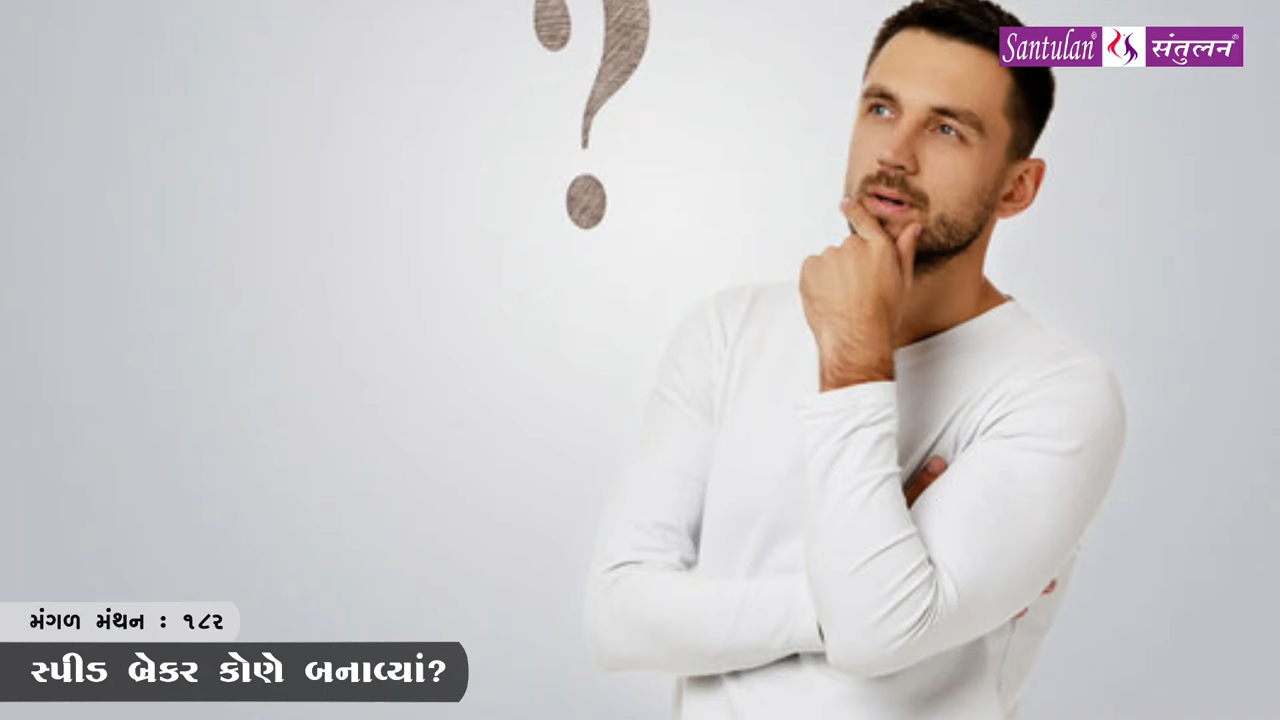 Santulan® संतुलन®
મંગળ મંથન : ૧૮૨
સ્પીડ બ્રેકર કોણે બનાવ્યાં?